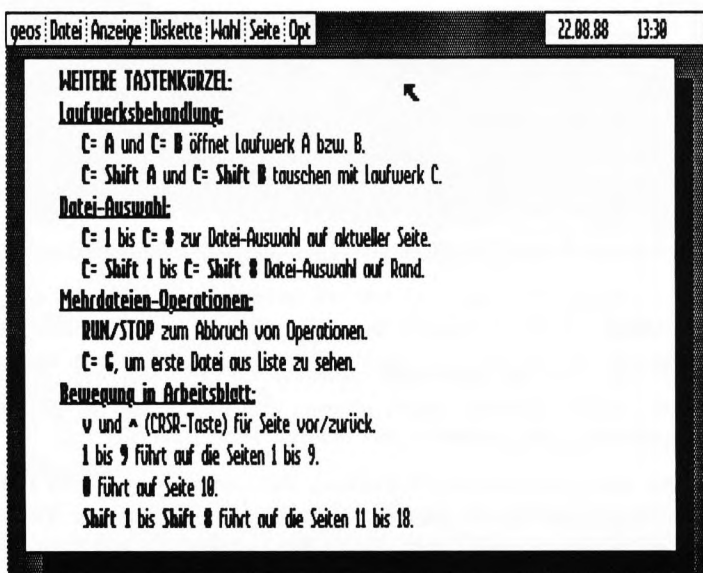 geos Datei Anzeige Diskette Wahl Seite Opt 22.08.88 13:30
WEITERE TASTENKÜRZEL:
Laufwerksbehandlung:
C= A und C= B öffnet Laufwerk A bzw. B.
C= Shift A und C= Shift B tauschen mit Laufwerk C.
Datei-Auswahl:
C= 1 bis C= 8 zur Datei-Auswahl auf aktueller Seite.
C= Shift 1 bis C= Shift 8 Datei-Auswahl auf Rand.
Mehrdateien-Operationen:
RUN/STOP zum Abbruch von Operationen.
C= G, um erste Datei aus Liste zu sehen.
Bewegung in Arbeitsblatt:
v und ^ (CRSR-Taste) für Seite vor/zurück.
1 bis 9 führt auf die Seiten 1 bis 9.
0 führt auf Seite 10.
Shift 1 bis Shift 8 führt auf die Seiten 11 bis 18.